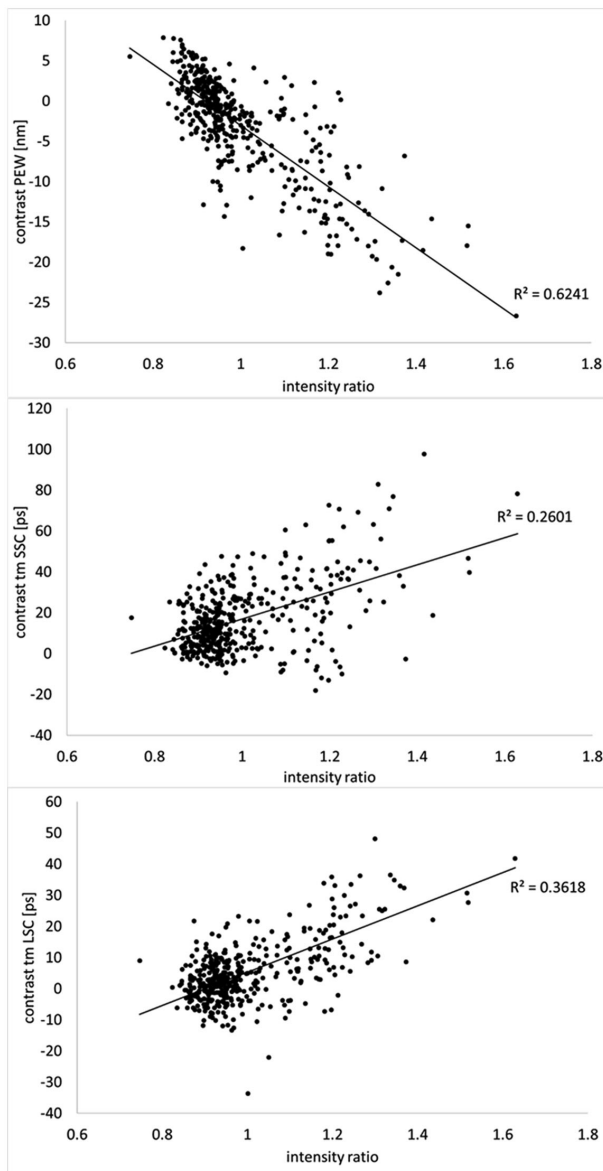 contrast PEW [nm]
10
5
0
-5
-10
-15
-20
-25
-30
R² = 0.6241
0.6 0.8 1 1.2 1.4 1.6 1.8
intensity ratio
contrast tm SSC [ps]
120
100
80
60
40
20
0
-20
-40
R² = 0.2601
0.6 0.8 1 1.2 1.4 1.6 1.8
intensity ratio
contrast tm LSC [ps]
60
50
40
30
20
10
0
-10
-20
-30
-40
R² = 0.3618
0.6 0.8 1 1.2 1.4 1.6 1.8
intensity ratio